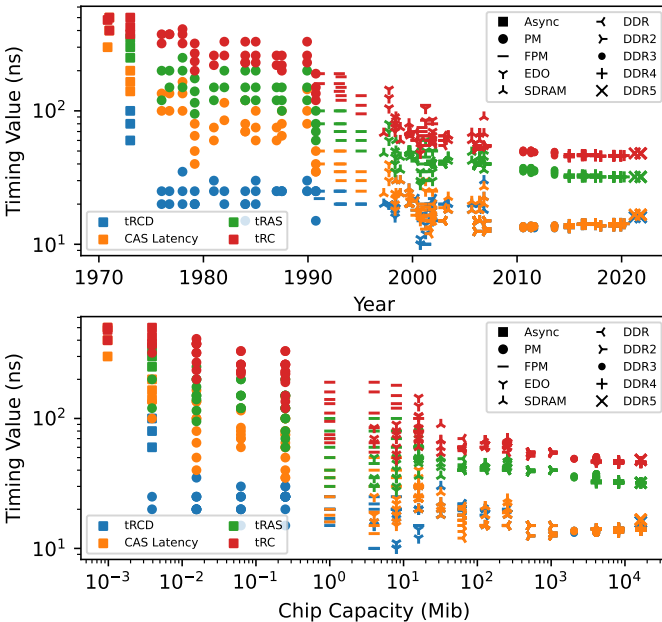 Timing Value (ns)
10²
10¹
Async
PM
FPM
EDO
SDRAM
DDR
DDR2
DDR3
DDR4
DDR5
tRCD
CAS Latency
tRAS
tRC
1970 1980 1990 2000 2010 2020
Year
Timing Value (ns)
10²
10¹
Async
PM
FPM
EDO
SDRAM
DDR
DDR2
DDR3
DDR4
DDR5
tRCD
CAS Latency
tRAS
tRC
10⁻³ 10⁻² 10⁻¹ 10⁰ 10¹ 10² 10³ 10⁴
Chip Capacity (Mib)